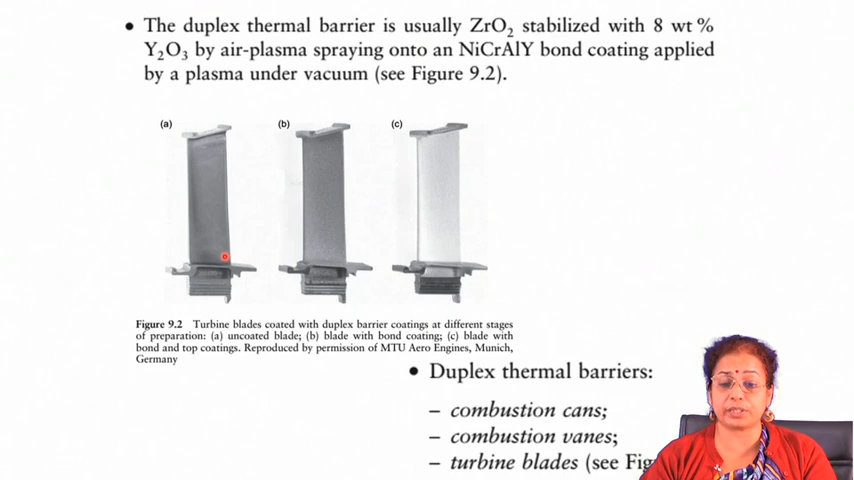 • The duplex thermal barrier is usually ZrO₂ stabilized with 8 wt%
Y₂O₃ by air-plasma spraying onto an NiCrAlY bond coating applied
by a plasma under vacuum (see Figure 9.2).
(a) (b) (c)
Figure 9.2 Turbine blades coated with duplex barrier coatings at different stages
of preparation: (a) uncoated blade; (b) blade with bond coating; (c) blade with
bond and top coatings. Reproduced by permission of MTU Aero Engines, Munich,
Germany
• Duplex thermal barriers:
– combustion cans;
– combustion vanes;
– turbine blades (see Fig